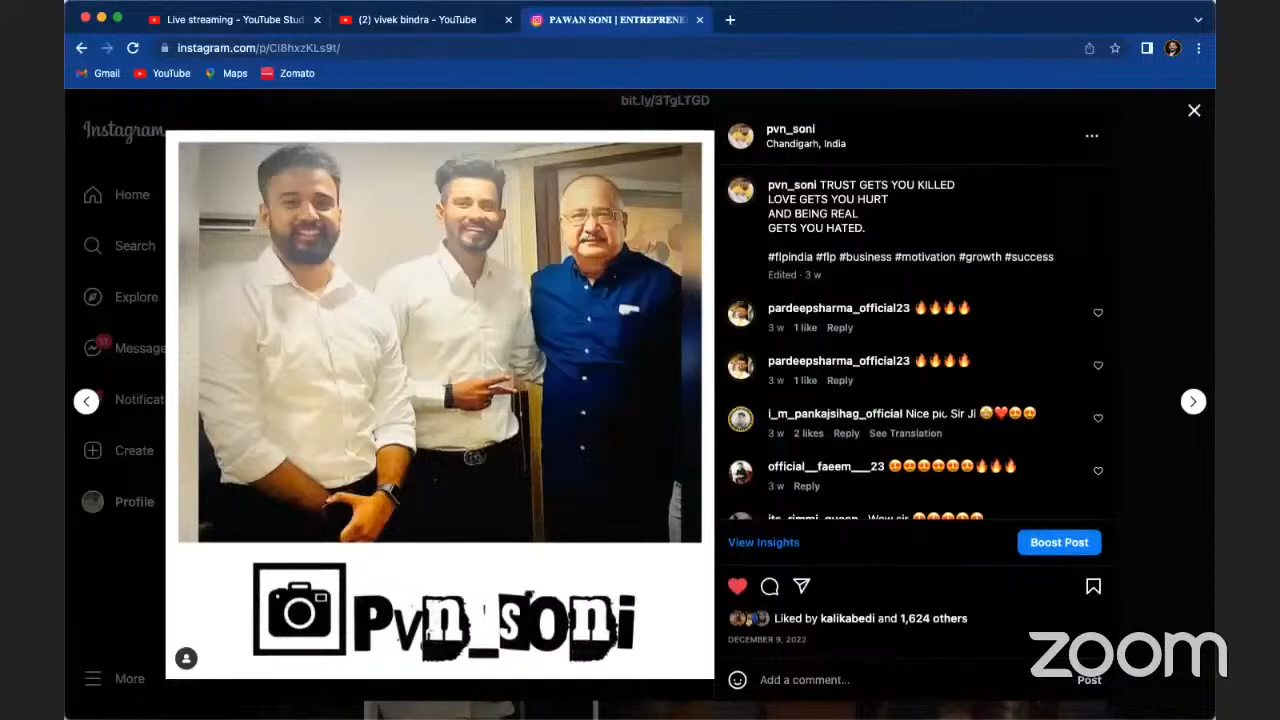 Live streaming - YouTube Stud
(2) vivek bindra - YouTube
PAWAN SONI | ENTREPRENE
instagram.com/p/Cl8hxzKLs9t/
Gmail
YouTube
Maps
Zomato
bit.ly/3TgLTGD
Instagram
Home
Search
Explore
Message
Notificat
Create
Profile
More
Pvn_soni
pvn_soni
Chandigarh, India
pvn_soni TRUST GETS YOU KILLED
LOVE GETS YOU HURT
AND BEING REAL
GETS YOU HATED.
#flpindia #flp #business #motivation #growth #success
Edited · 3 w
pardeepsharma_official23 🔥🔥🔥🔥
3 w 1 like Reply
pardeepsharma_official23 🔥🔥🔥🔥
3 w 1 like Reply
i_m_pankajsihag_official Nice pic Sir Ji 🤩❤️😍😍
3 w 2 likes Reply See Translation
official__faeem___23 😍😍😍😍😍😍🔥🔥🔥
3 w Reply
View Insights
Boost Post
Liked by kalikabedi and 1,624 others
DECEMBER 9, 2022
Add a comment...
Post
zoom